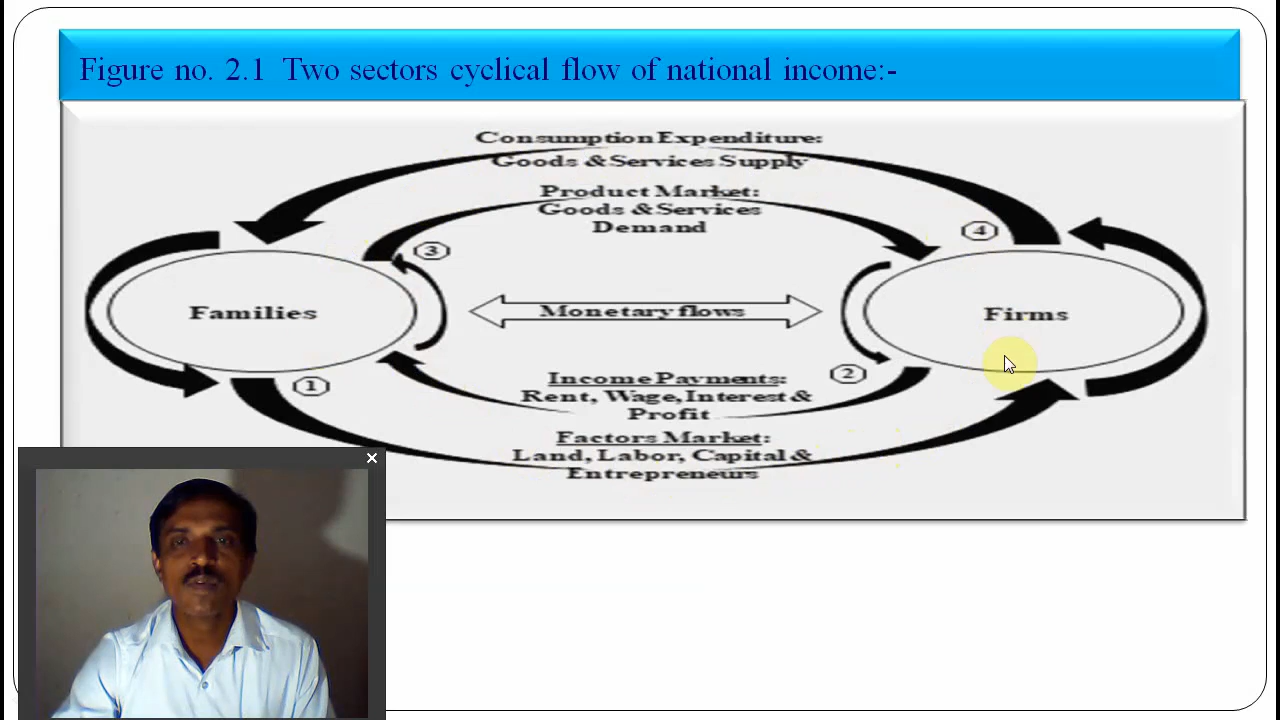 Figure no. 2.1 Two sectors cyclical flow of national income:-
Consumption Expenditure:
Goods & Services Supply
Product Market:
Goods & Services
Demand
③
④
Families
Monetary flows
Firms
①
②
Income Payments:
Rent, Wage, Interest &
Profit
Factors Market:
Land, Labor, Capital &
Entrepreneurs